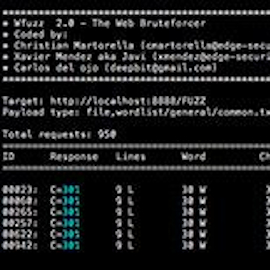 * Wfuzz  2.0 - The Web Bruteforcer
* Coded by:
* Christian Martorella (cmartorella@edge-secur
* Xavier Mendez aka Javi (xmendez@edge-securi
* Carlos del ojo (deepbit@gmail.com)
Target: http://localhost:8888/FUZZ
Payload type: file,wordlist/general/common.tx
Total requests: 950
ID Response Lines Word Ch
00023: C=301 9 L 30 W
C=301 9 L 30 W
00265: C=301 9 L 30 W
C=301 9 L 30 W
00622: C=301 9 L 30 W
00942: C=301 9 L 30 W